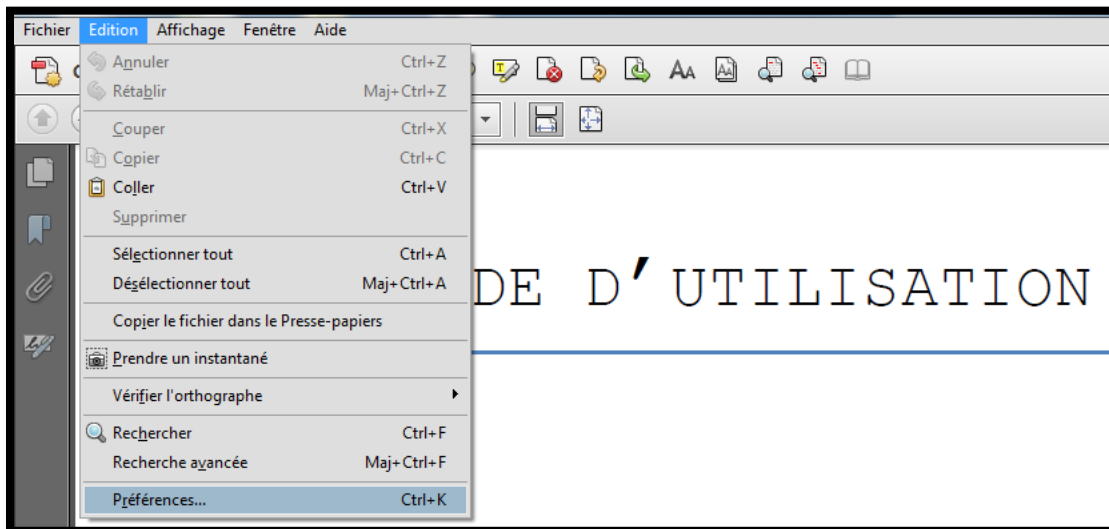 Fichier Edition Affichage Fenêtre Aide
Annuler Ctrl+Z
Rétablir Maj+Ctrl+Z
Couper Ctrl+X
Copier Ctrl+C
Coller Ctrl+V
Supprimer
Sélectionner tout Ctrl+A
Désélectionner tout Maj+Ctrl+A
DE D'UTILISATION
Copier le fichier dans le Presse-papiers
Prendre un instantané
Vérifier l'orthographe
Rechercher Ctrl+F
Recherche avancée Maj+Ctrl+F
Préférences... Ctrl+K